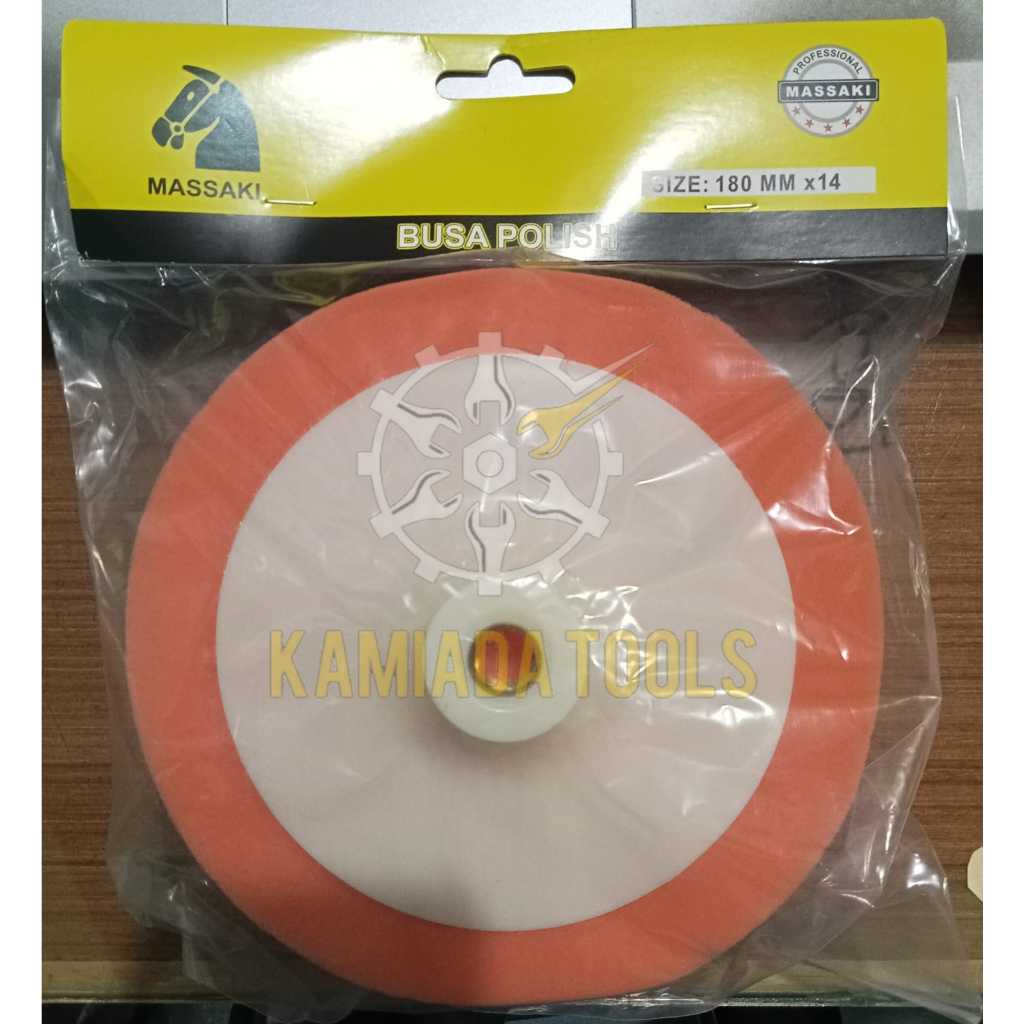 PROFESSIONAL
MASSAKI
MASSAKI
SIZE: 180 MM x14
BUSA POLISH
KAMIADA TOOLS